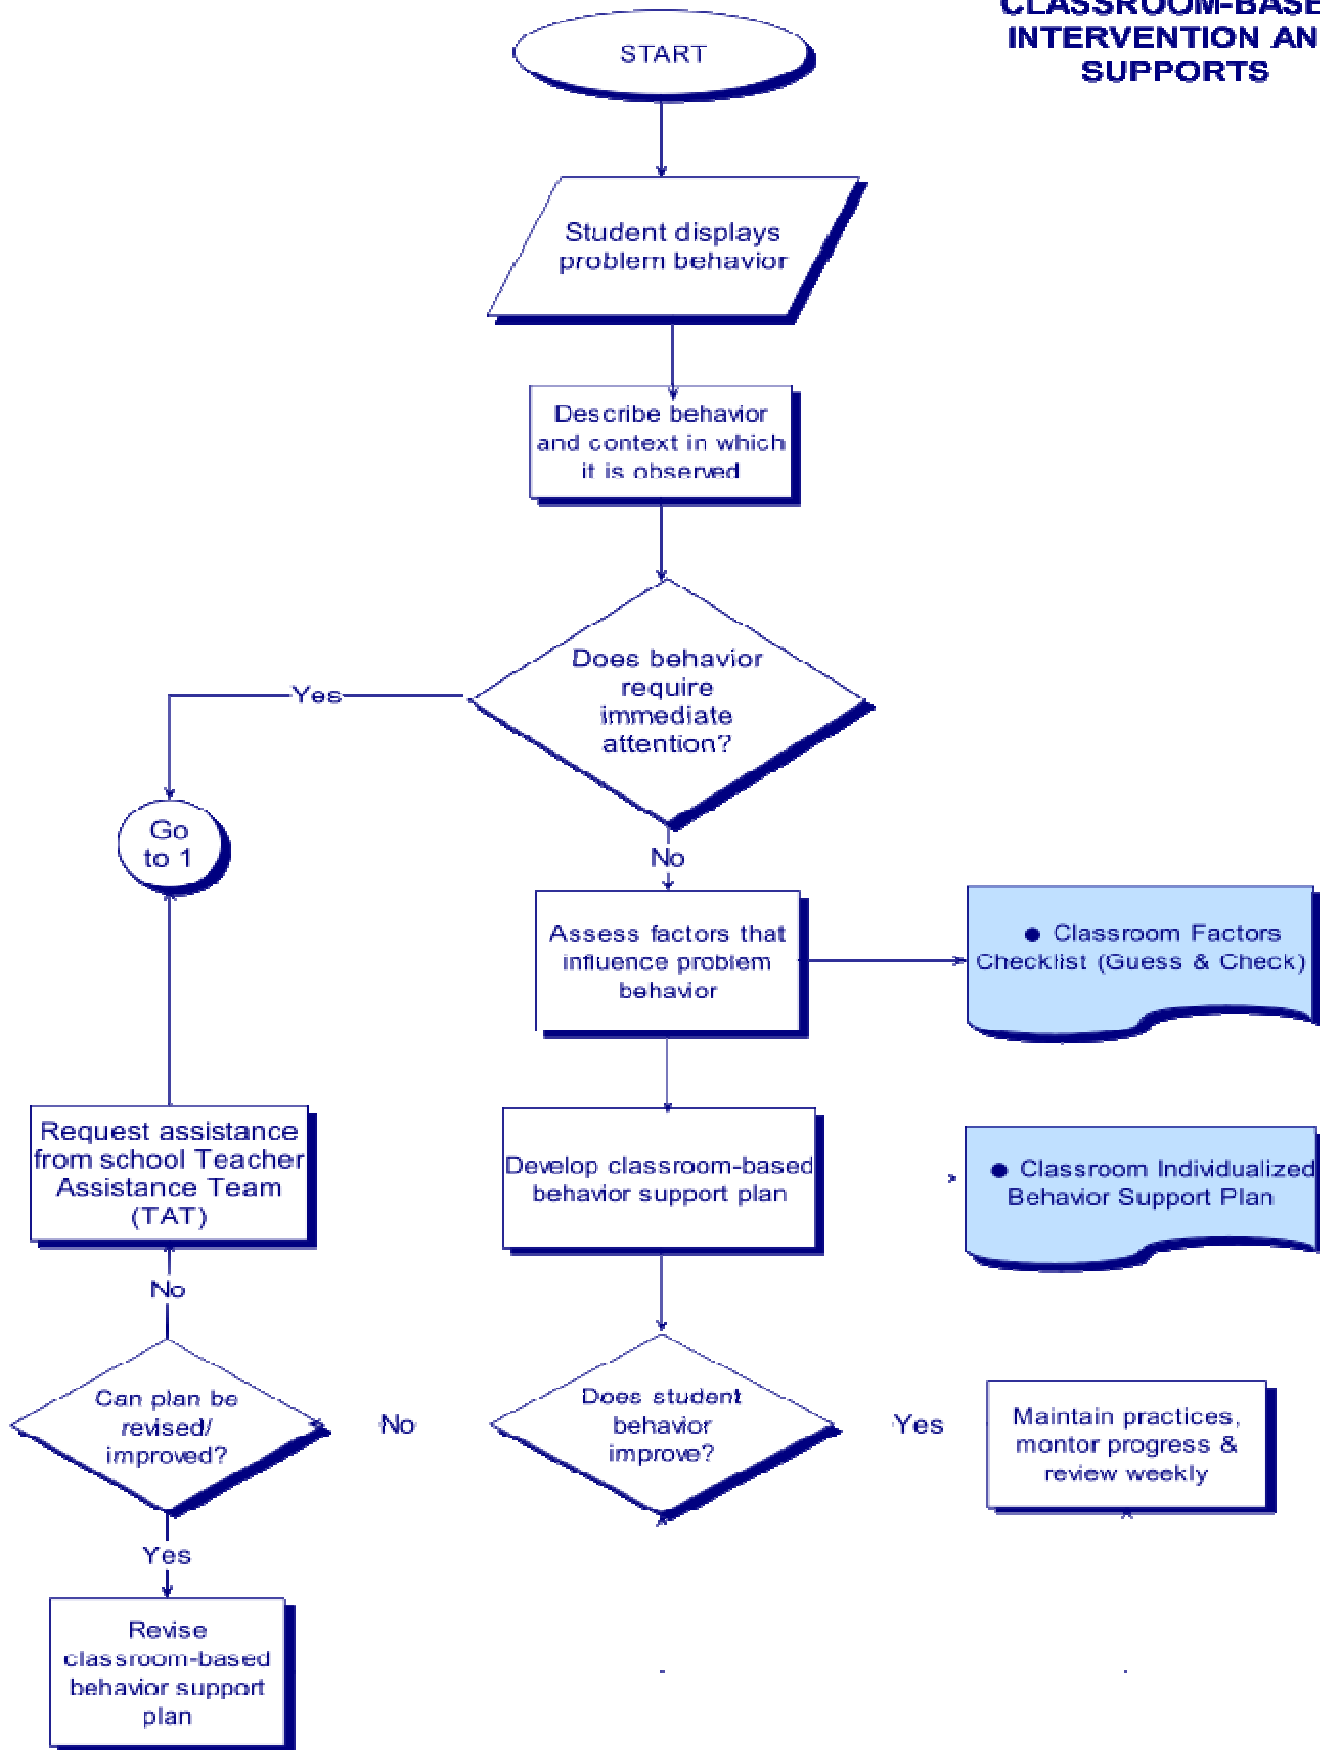 CLASSROOM-BASE
INTERVENTION AN
SUPPORTS
START
Student displays
problem behavior
Describe behavior
and context in which
it is observed
Does behavior
require
immediate
attention?
Yes
Go
to 1
No
Assess factors that
influence problem
behavior
● Classroom Factors
Checklist (Guess & Check)
Request assistance
from school Teacher
Assistance Team
(TAT)
Develop classroom-based
behavior support plan
● Classroom Individualized
Behavior Support Plan
No
Can plan be
revised/
improved?
No
Does student
behavior
improve?
Yes
Maintain practices,
montor progress &
review weekly
Yes
Revise
classroom-based
behavior support
plan